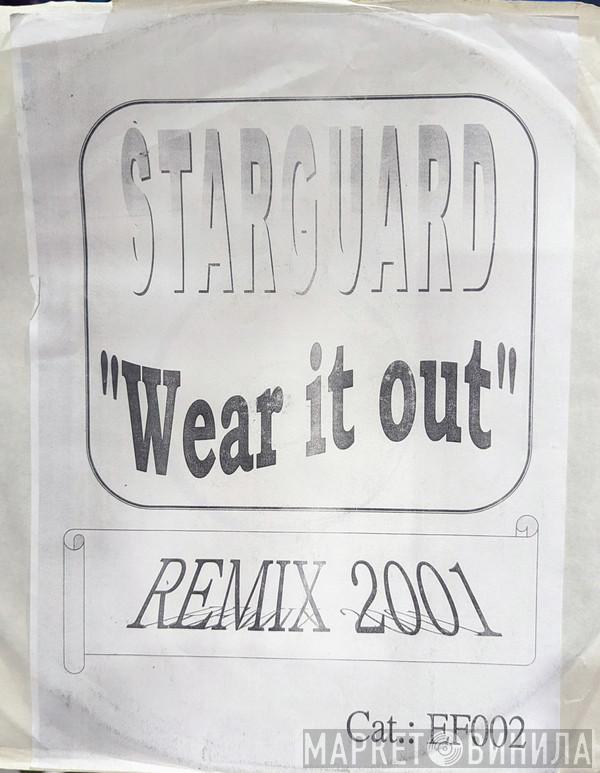 STARGUARD
"Wear it out"
REMIX 2001
Cat.: EF002
МАРКЕТ ВИНИЛА